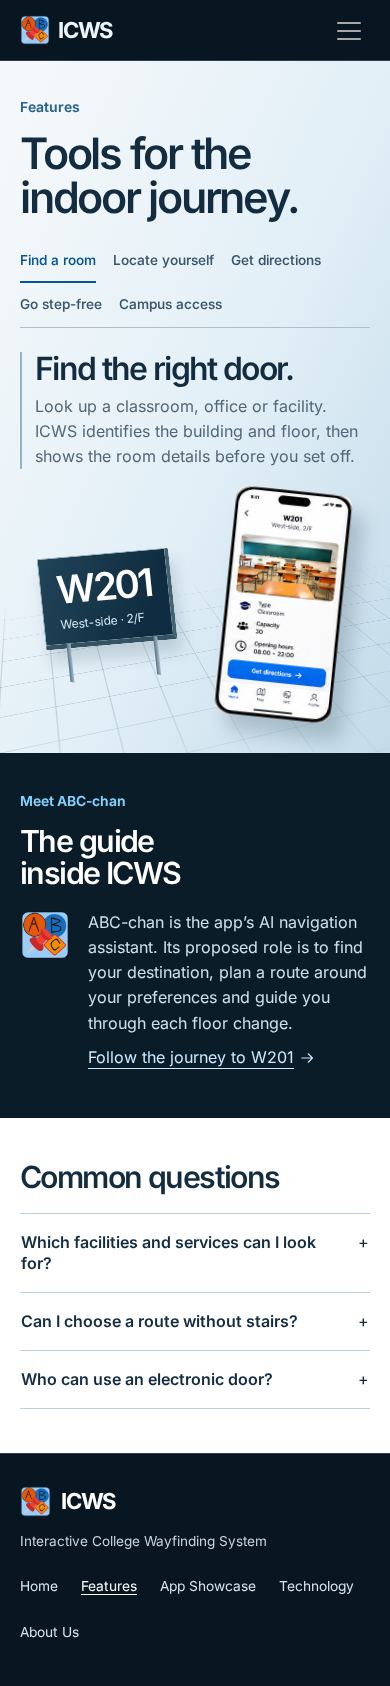 ICWS
Features
Tools for the
indoor journey.
Find a room Locate yourself Get directions
Go step-free Campus access
Find the right door.
Look up a classroom, office or facility.
ICWS identifies the building and floor, then
shows the room details before you set off.
W201
West-side · 2/F
9:41
W201
West-side, 2/F
Type
Classroom
Capacity
30
Opening hours
08:00 - 22:00
Get directions →
Map
Profile
Meet ABC-chan
The guide
inside ICWS
A B C
ABC-chan is the app’s AI navigation
assistant. Its proposed role is to find
your destination, plan a route around
your preferences and guide you
through each floor change.
Follow the journey to W201 →
Common questions
Which facilities and services can I look +
for?
Can I choose a route without stairs? +
Who can use an electronic door? +
ICWS
Interactive College Wayfinding System
Home Features App Showcase Technology
About Us